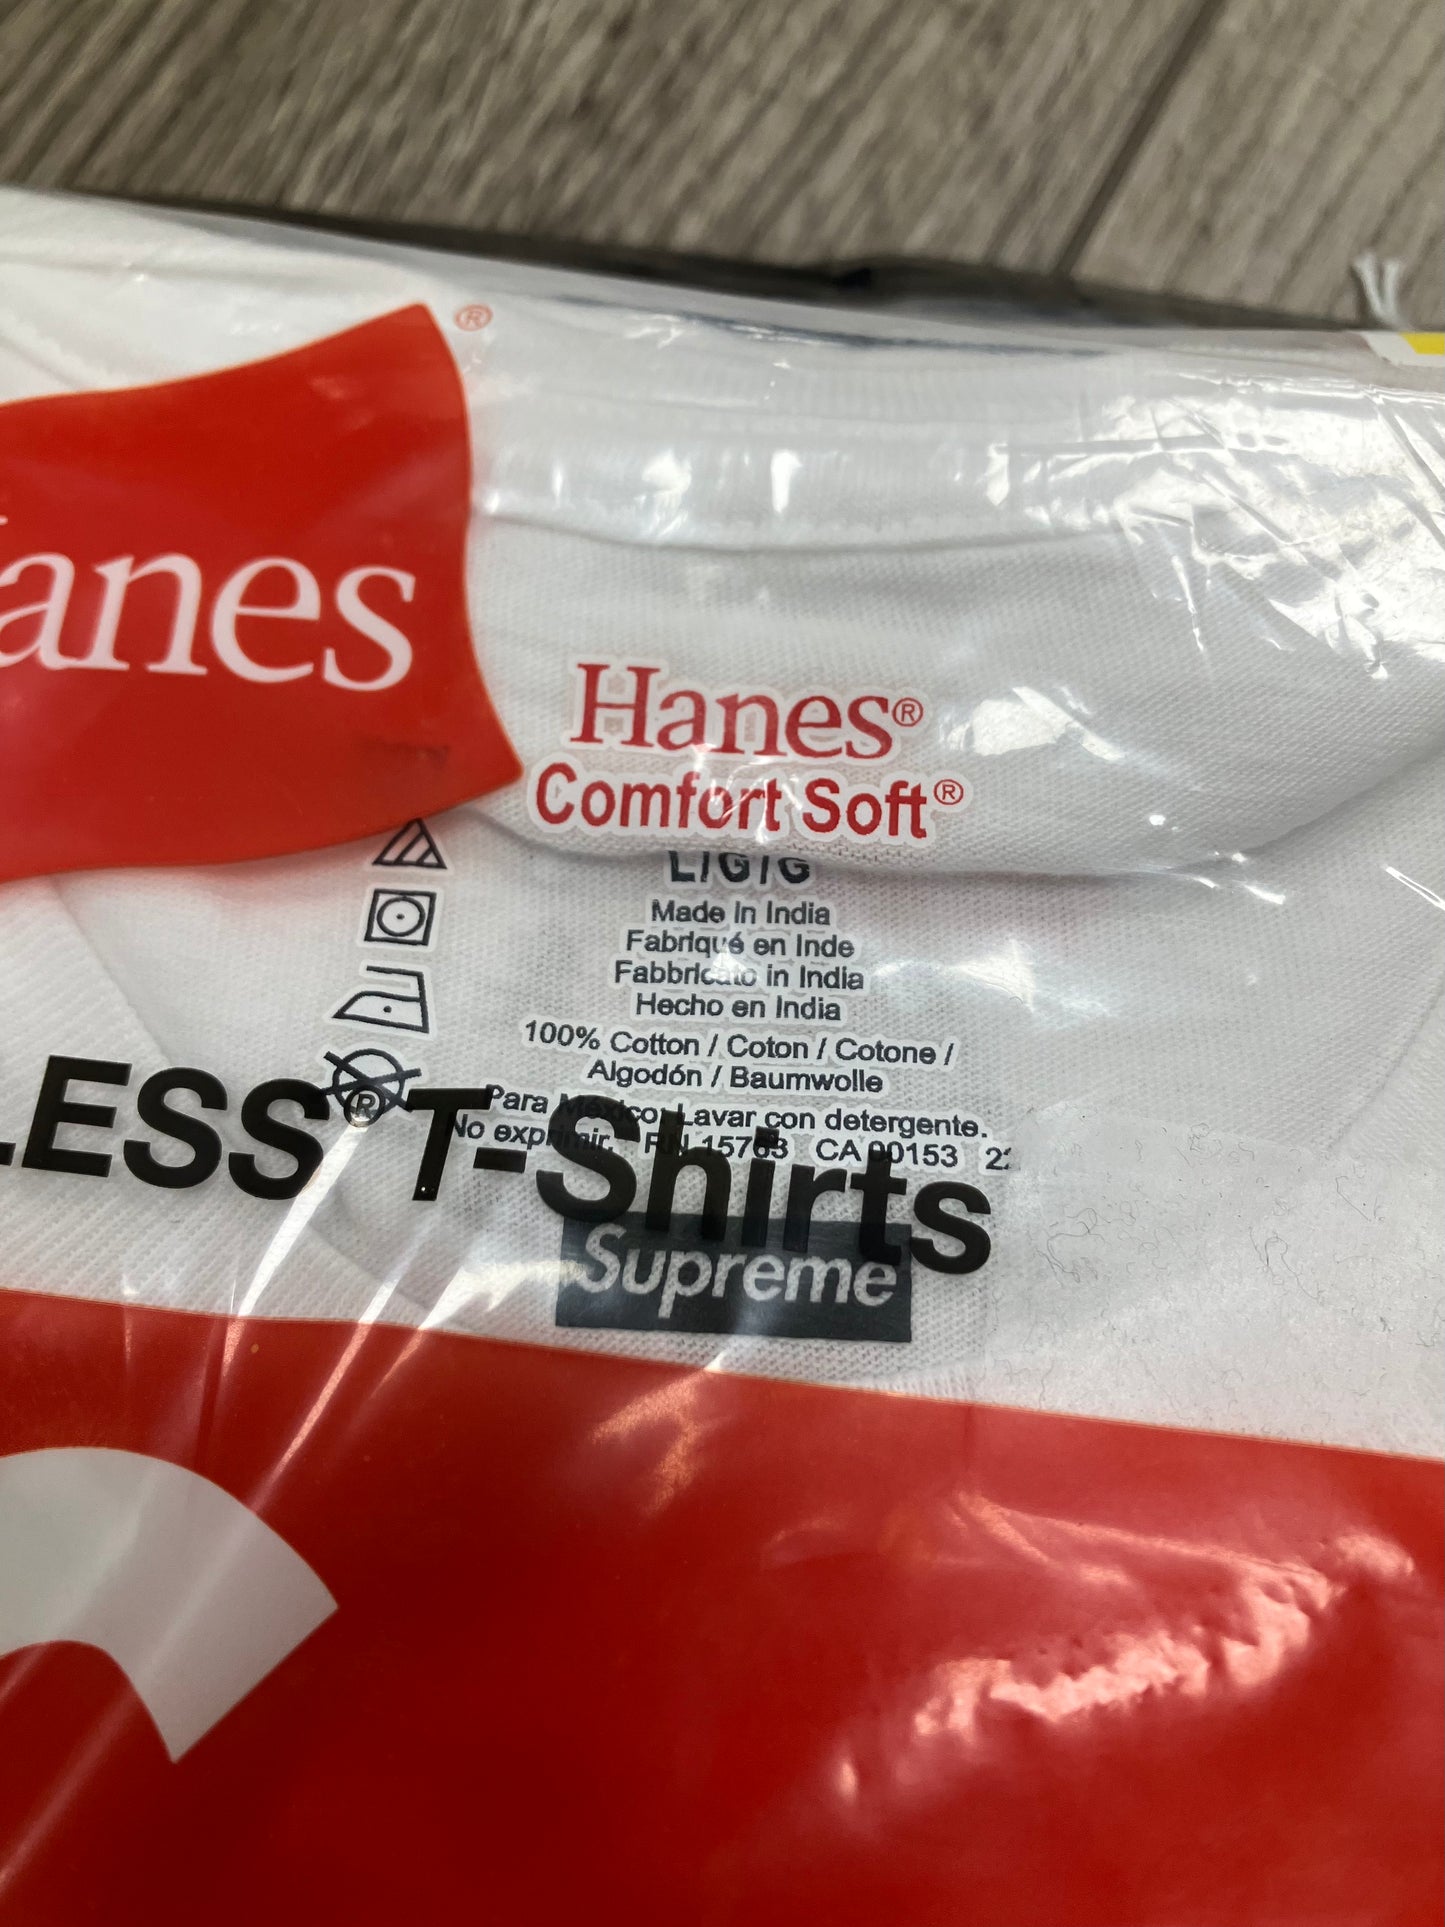 anes
®
Hanes®
Comfort Soft®
L/G/G
Made in India
Fabriqué en Inde
Fabbricato in India
Hecho en India
100% Cotton / Coton / Cotone /
Algodón / Baumwolle
Para México: Lavar con detergente.
No exprimir. RN 15763 CA 00153
LESS® T-Shirts
Supreme